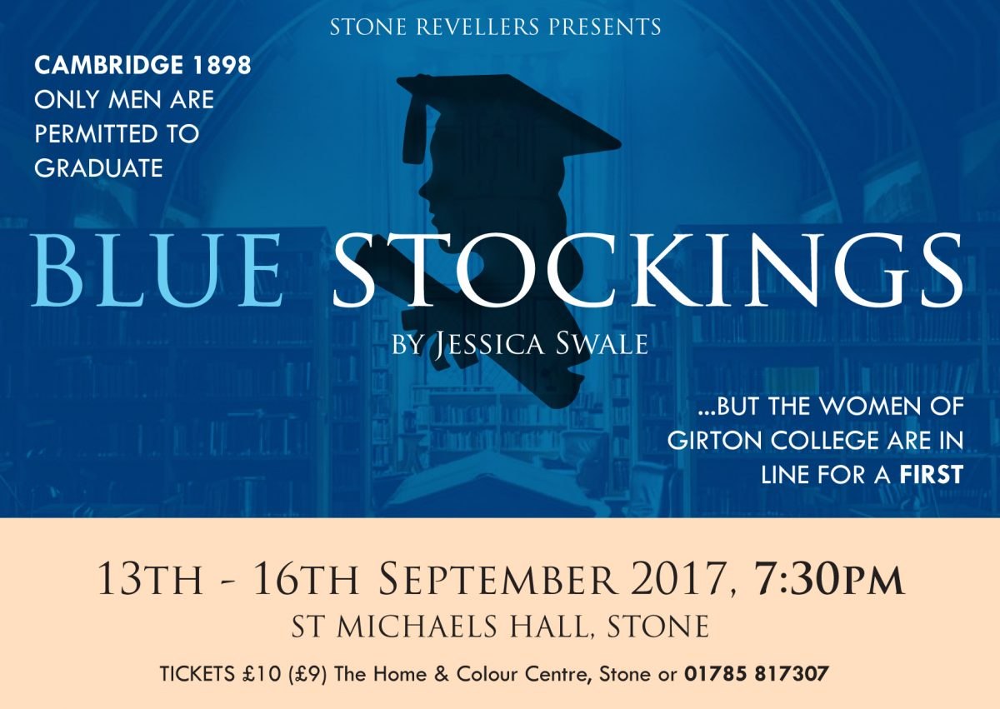 STONE REVELLERS PRESENTS
CAMBRIDGE 1898
ONLY MEN ARE
PERMITTED TO
GRADUATE
BLUE STOCKINGS
BY JESSICA SWALE
...BUT THE WOMEN OF
GIRTON COLLEGE ARE IN
LINE FOR A FIRST
13TH - 16TH SEPTEMBER 2017, 7:30PM
ST MICHAELS HALL, STONE
TICKETS £10 (£9) The Home & Colour Centre, Stone or 01785 817307